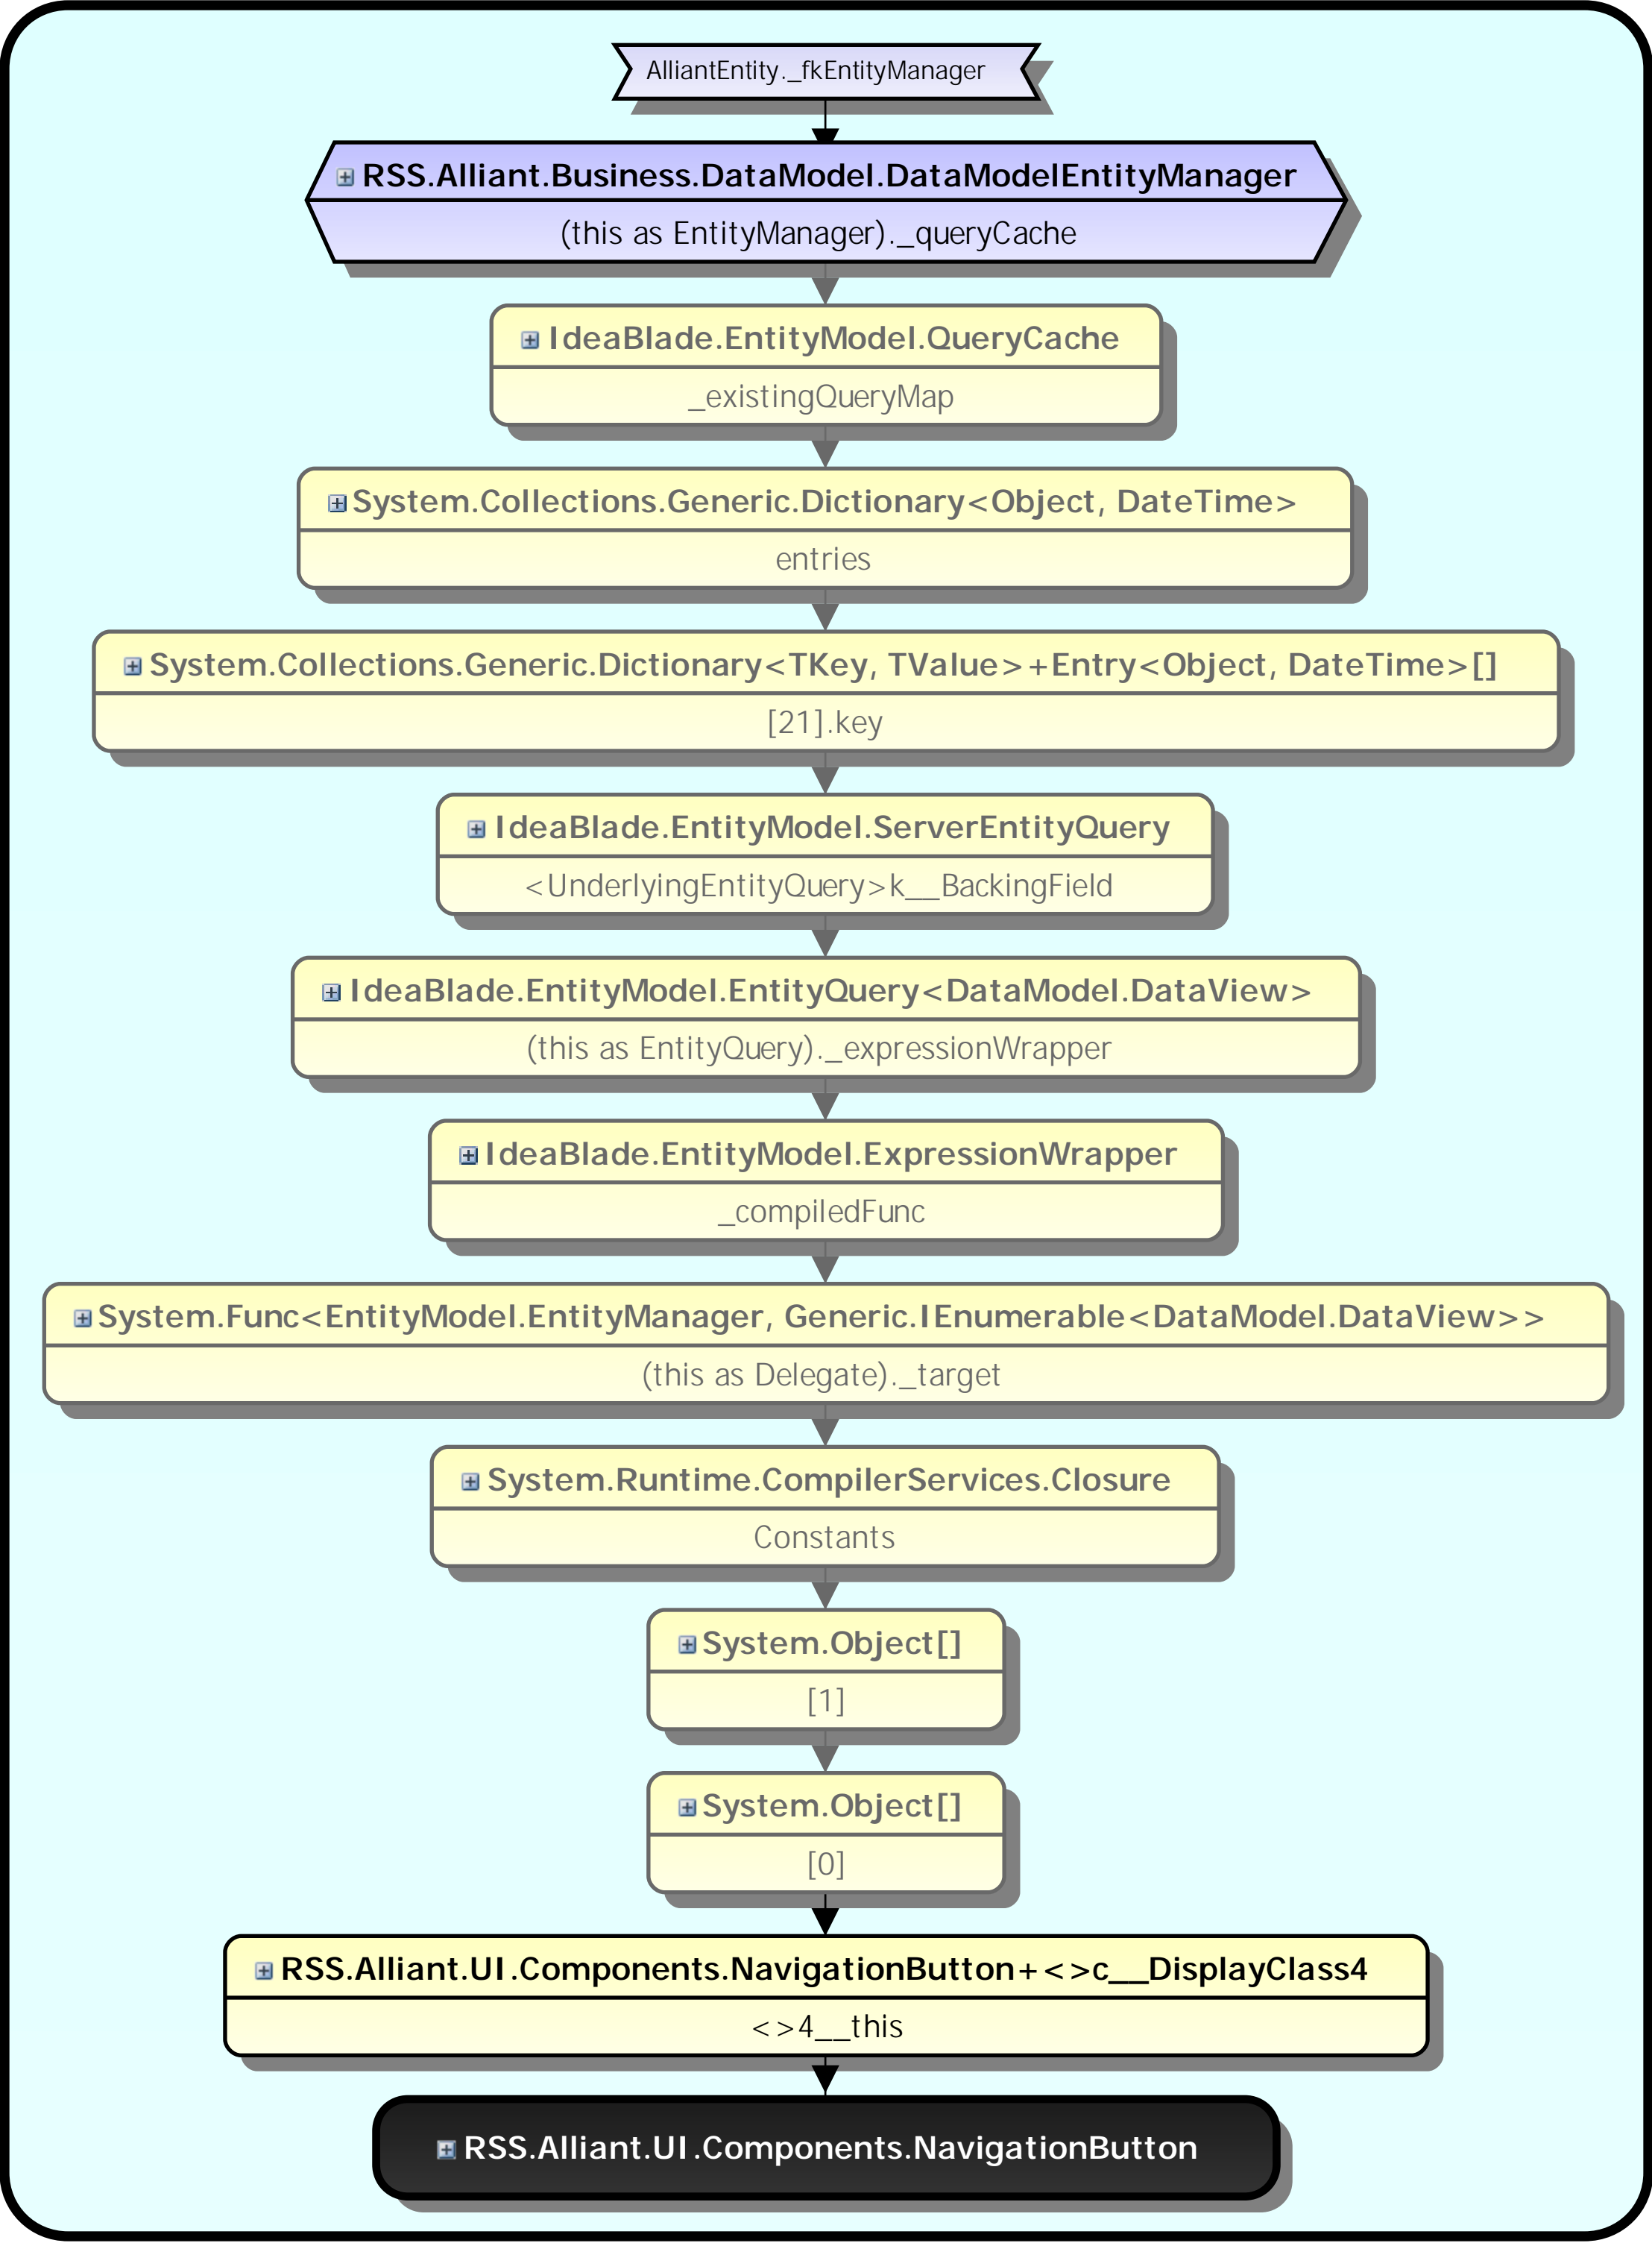 AlliantEntity._fkEntityManager
RSS.Alliant.Business.DataModel.DataModelEntityManager
(this as EntityManager)._queryCache
IdeaBlade.EntityModel.QueryCache
_existingQueryMap
System.Collections.Generic.Dictionary<Object, DateTime>
entries
System.Collections.Generic.Dictionary<TKey, TValue>+Entry<Object, DateTime>[]
[21].key
IdeaBlade.EntityModel.ServerEntityQuery
<UnderlyingEntityQuery>k__BackingField
IdeaBlade.EntityModel.EntityQuery<DataModel.DataView>
(this as EntityQuery)._expressionWrapper
IdeaBlade.EntityModel.ExpressionWrapper
_compiledFunc
System.Func<EntityModel.EntityManager, Generic.IEnumerable<DataModel.DataView>>
(this as Delegate)._target
System.Runtime.CompilerServices.Closure
Constants
System.Object[]
[1]
System.Object[]
[0]
RSS.Alliant.UI.Components.NavigationButton+<>c__DisplayClass4
<>4__this
RSS.Alliant.UI.Components.NavigationButton